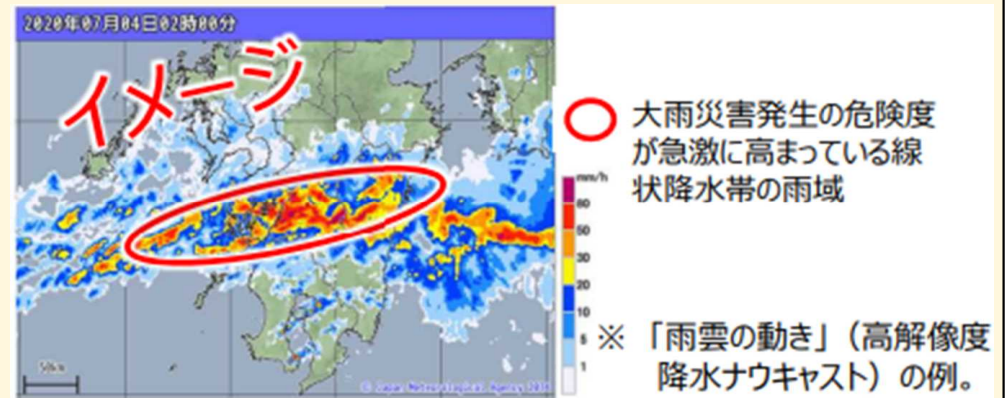 2020年07月04日02時00分
イメージ
大雨災害発生の危険度
が急激に高まっている線
状降水帯の雨域
mm/h
80
50
30
20
10
5
1
※ 「雨雲の動き」（高解像度
降水ナウキャスト）の例。
50km
© Japan Meteorological Agency